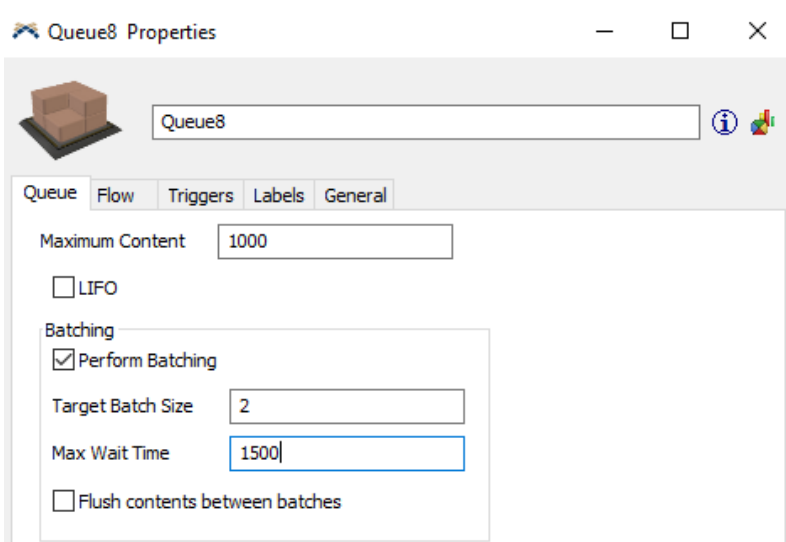 Queue8 Properties
Queue8
Queue Flow Triggers Labels General
Maximum Content 1000
LIFO
Batching
Perform Batching
Target Batch Size 2
Max Wait Time 1500
Flush contents between batches